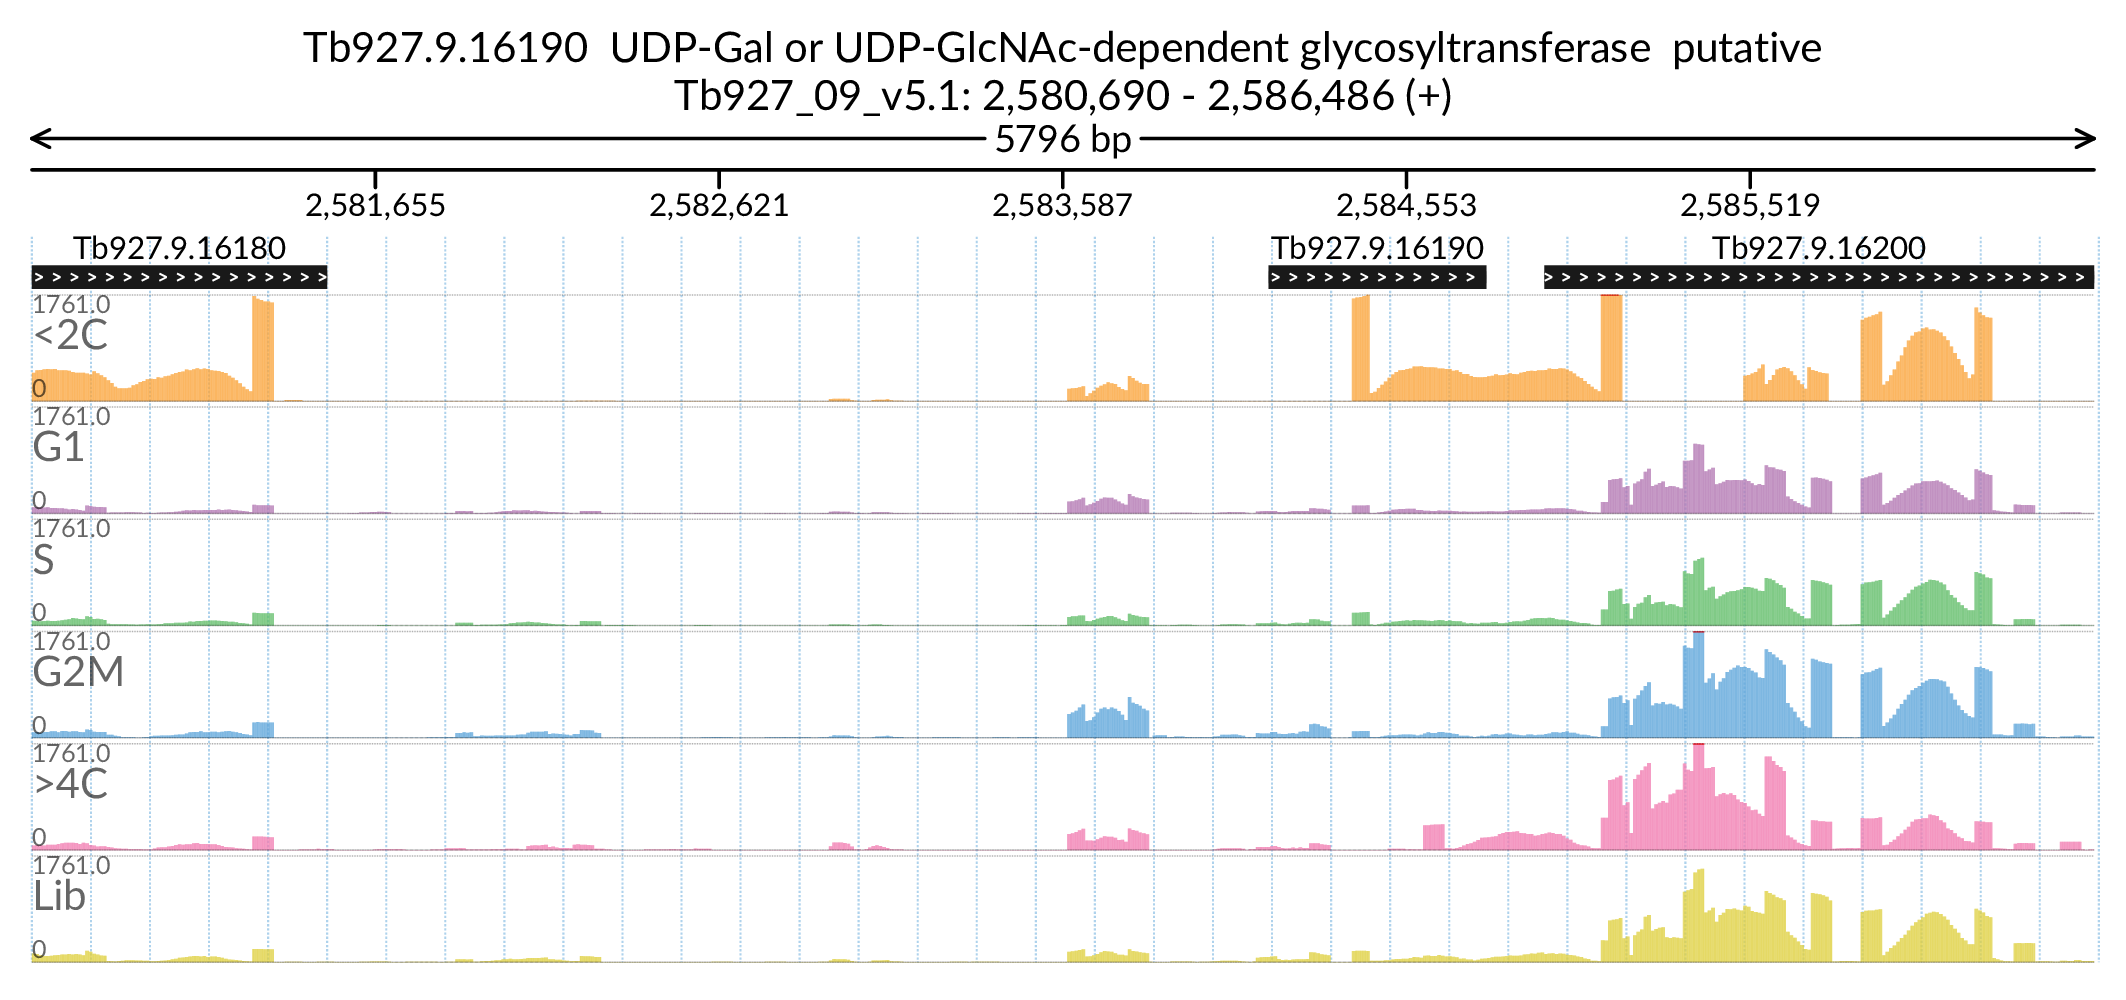 Tb927.9.16190  UDP-Gal or UDP-GlcNAc-dependent glycosyltransferase  putative
Tb927_09_v5.1: 2,580,690 - 2,586,486 (+)
5796 bp
2,581,655 2,582,621 2,583,587 2,584,553 2,585,519
Tb927.9.16180 Tb927.9.16190 Tb927.9.16200
1761.0
<2C
0
1761.0
G1
0
1761.0
S
0
1761.0
G2M
0
1761.0
>4C
0
1761.0
Lib
0